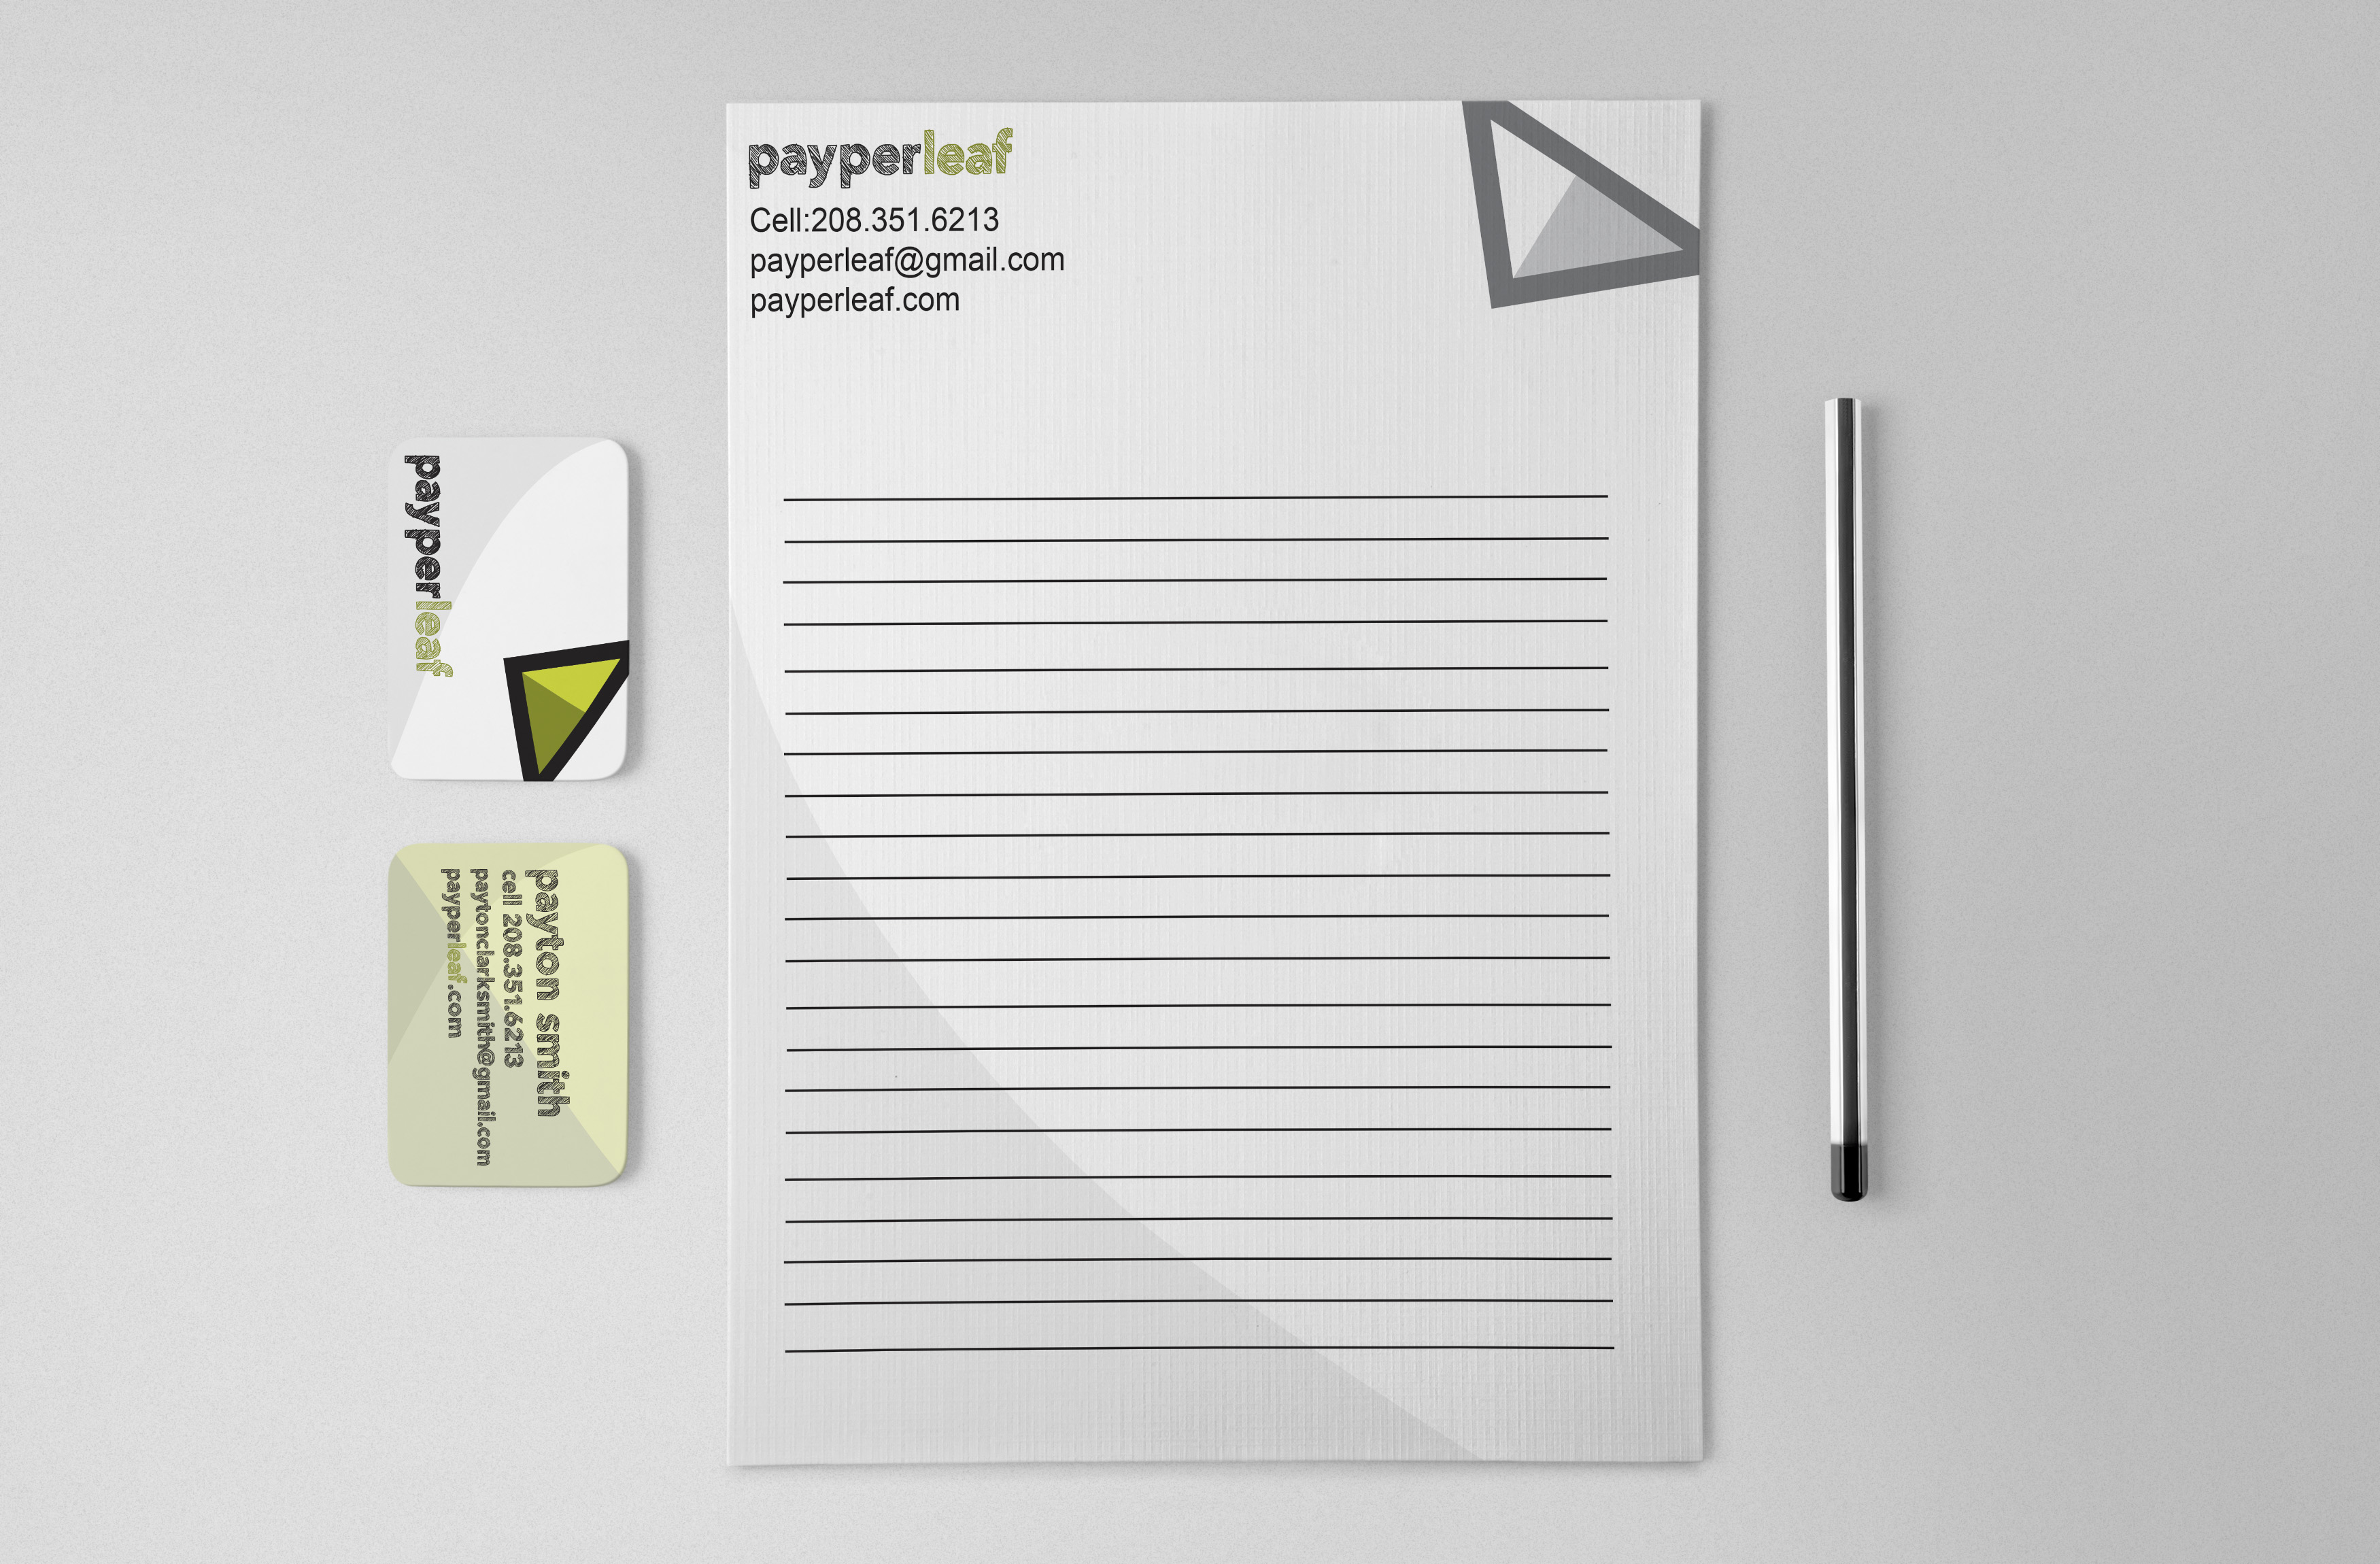 payperleaf
Cell:208.351.6213
payperleaf@gmail.com
payperleaf.com
payperleaf
payton smith
cell 208.351.6213
paytonclarksmith@gmail.com
payperleaf.com